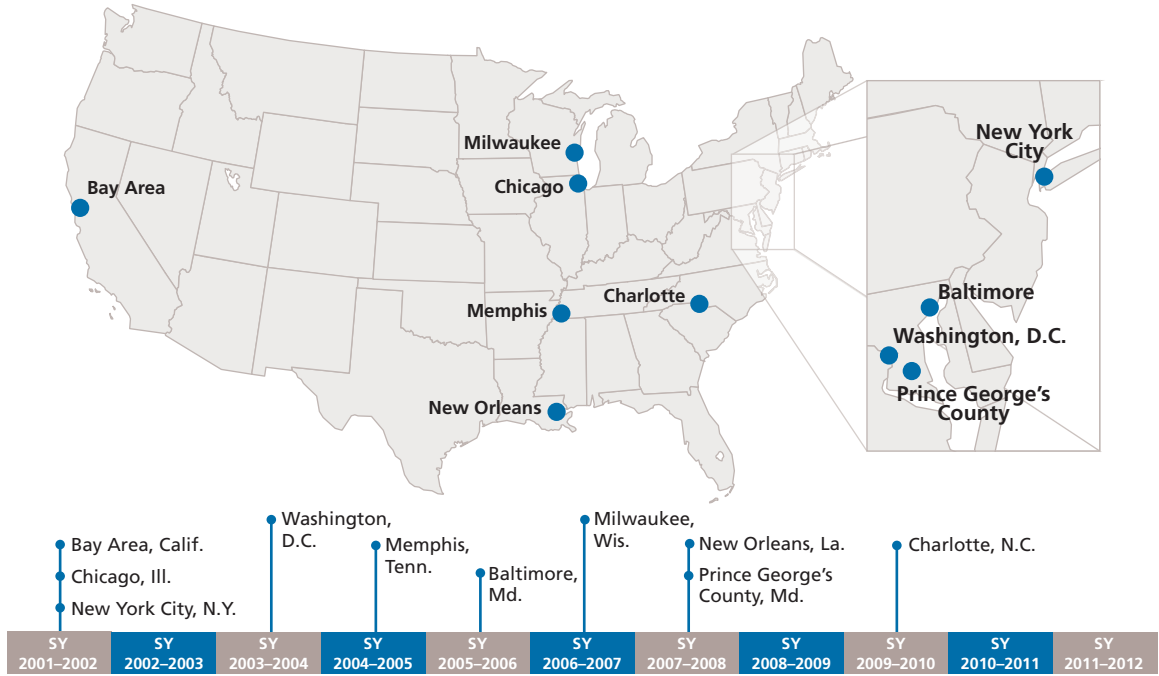 New York
City
Milwaukee
Bay Area
Chicago
Baltimore
Charlotte
Memphis
Washington, D.C.
Prince George's
County
New Orleans
Washington,
D.C.
Milwaukee,
Wis.
Bay Area, Calif.
Memphis,
Tenn.
New Orleans, La.
Charlotte, N.C.
Chicago, Ill.
Baltimore,
Md.
Prince George's
County, Md.
New York City, N.Y.
SY
2001–2002
SY
2002–2003
SY
2003–2004
SY
2004–2005
SY
2005–2006
SY
2006–2007
SY
2007–2008
SY
2008–2009
SY
2009–2010
SY
2010–2011
SY
2011–2012